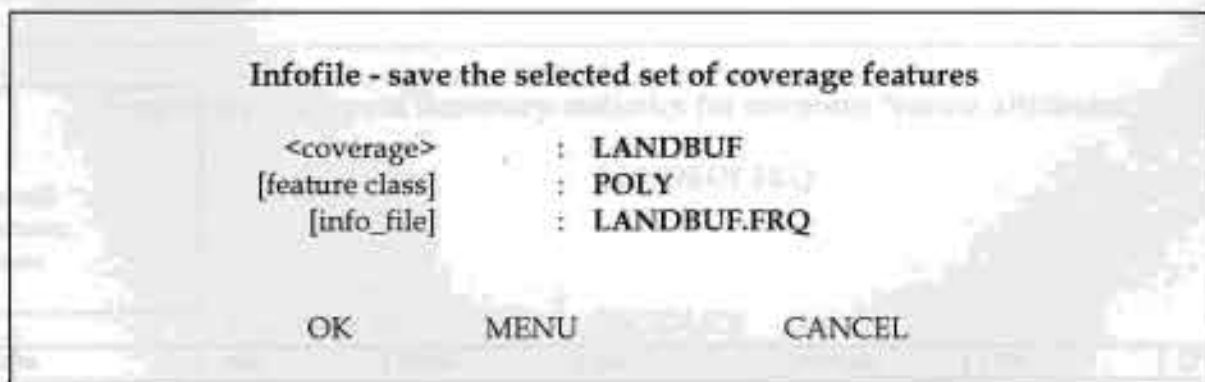 Infofile - save the selected set of coverage features
<coverage> : LANDBUF
[feature class] : POLY
[info_file] : LANDBUF.FRQ
OK MENU CANCEL